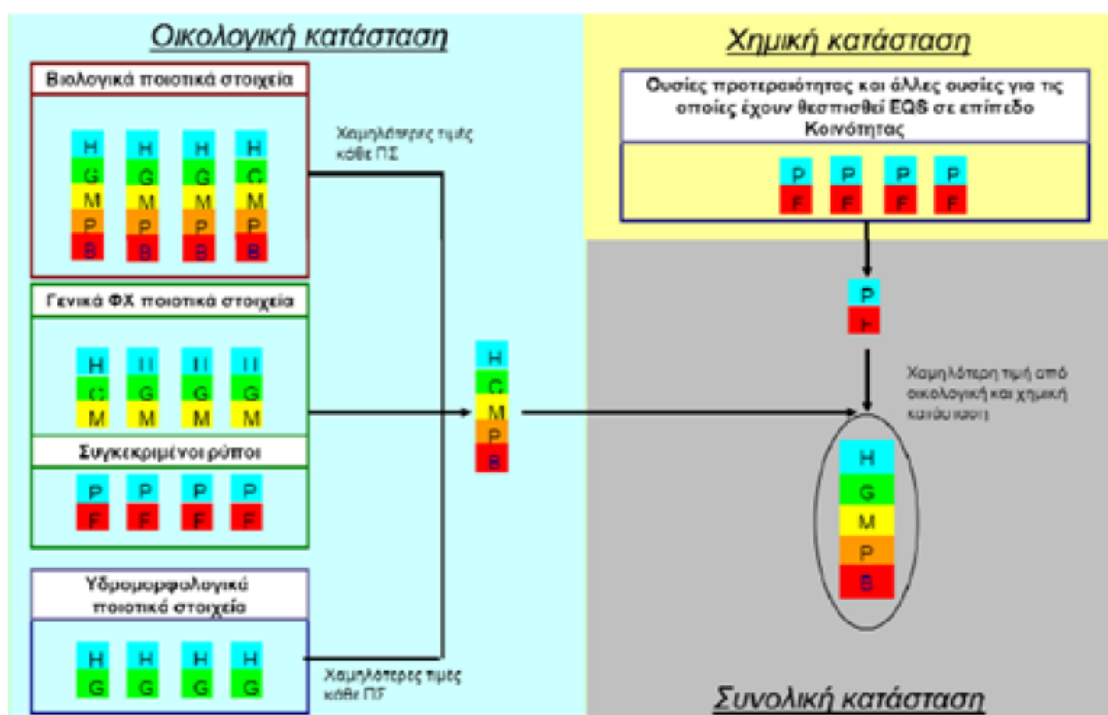 Οικολογική κατάσταση
Βιολογικά ποιοτικά στοιχεία
H H H H
G G G C
M M M M
P P P P
B B B B
Χαμηλότερες τιμές
κάθε ΠΣ
Γενικά ΦΧ ποιοτικά στοιχεία
H H H H
C G G G
M M M M
Συγκεκριμένοι ρύποι
P P P P
F F F F
Υδρομορφολογικά
ποιοτικά στοιχεία
H H H H
G G G G
Χαμηλότερες τιμές
κάθε ΠΣ
H
C
M
P
B
Χημική κατάσταση
Ουσίες προτεραιότητας και άλλες ουσίες για τις
οποίες έχουν θεσπισθεί EQS σε επίπεδο
Κοινότητας
P P P P
F F F F
P
F
Χαμηλότερη τιμή από
οικολογική και χημική
κατάσταση
H
G
M
P
B
Συνολική κατάσταση